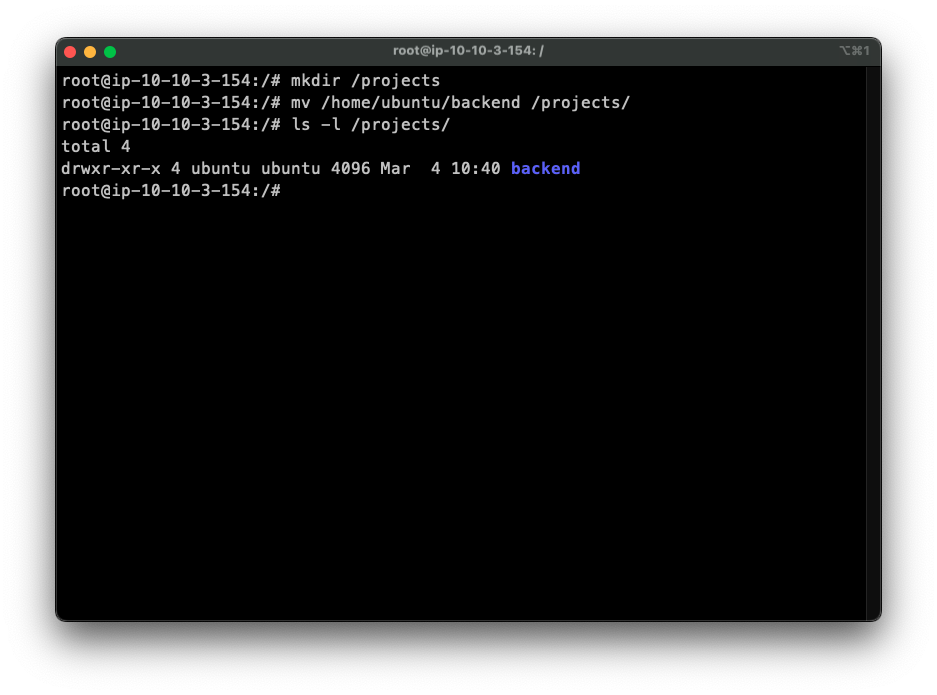 root@ip-10-10-3-154: /
⌥⌘1
root@ip-10-10-3-154:/# mkdir /projects
root@ip-10-10-3-154:/# mv /home/ubuntu/backend /projects/
root@ip-10-10-3-154:/# ls -l /projects/
total 4
drwxr-xr-x 4 ubuntu ubuntu 4096 Mar  4 10:40 backend
root@ip-10-10-3-154:/#